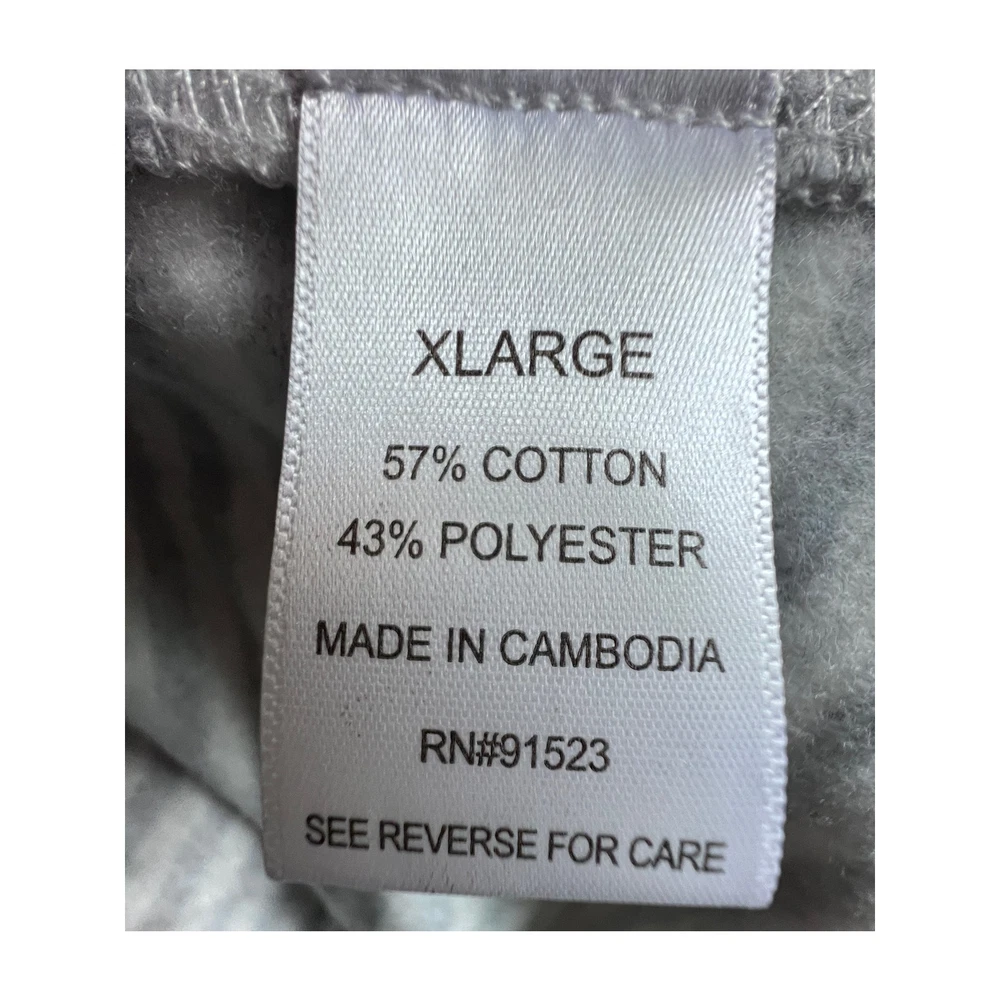 XLARGE
57% COTTON
43% POLYESTER
MADE IN CAMBODIA
RN#91523
SEE REVERSE FOR CARE